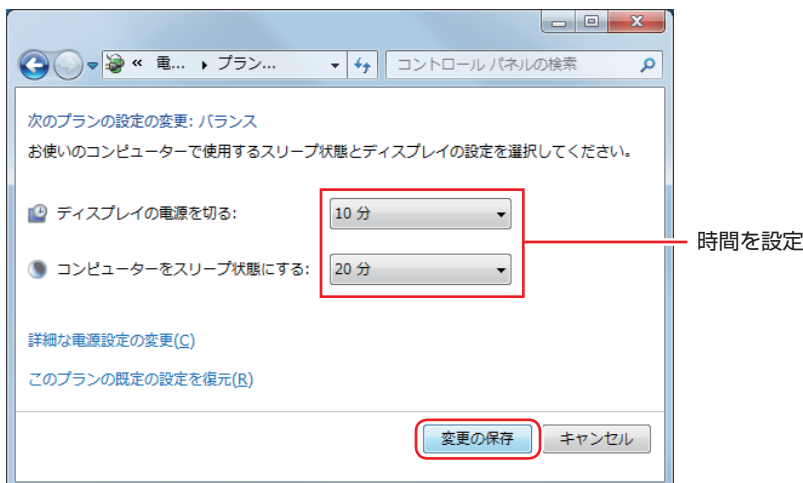 « 電... プラン...
コントロール パネルの検索
次のプランの設定の変更: バランス
お使いのコンピューターで使用するスリープ状態とディスプレイの設定を選択してください。
ディスプレイの電源を切る: 10 分
時間を設定
コンピューターをスリープ状態にする: 20 分
詳細な電源設定の変更(C)
このプランの既定の設定を復元(R)
変更の保存 キャンセル